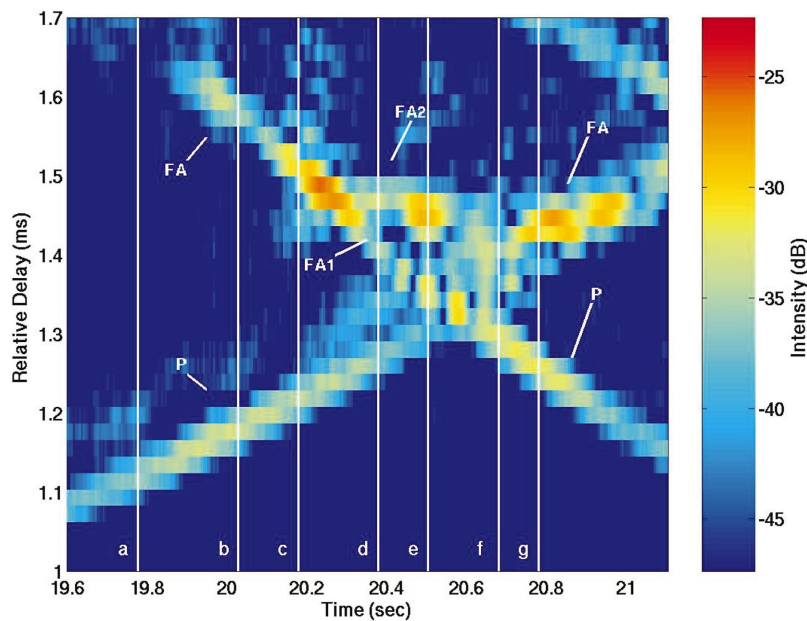 1.7
1.6
1.5
1.4
1.3
1.2
1.1
1
Relative Delay (ms)
FA2
FA
FA
FA1
P
P
a b c d e f g
19.6 19.8 20 20.2 20.4 20.6 20.8 21
Time (sec)
-25
-30
-35
-40
-45
Intensity (dB)